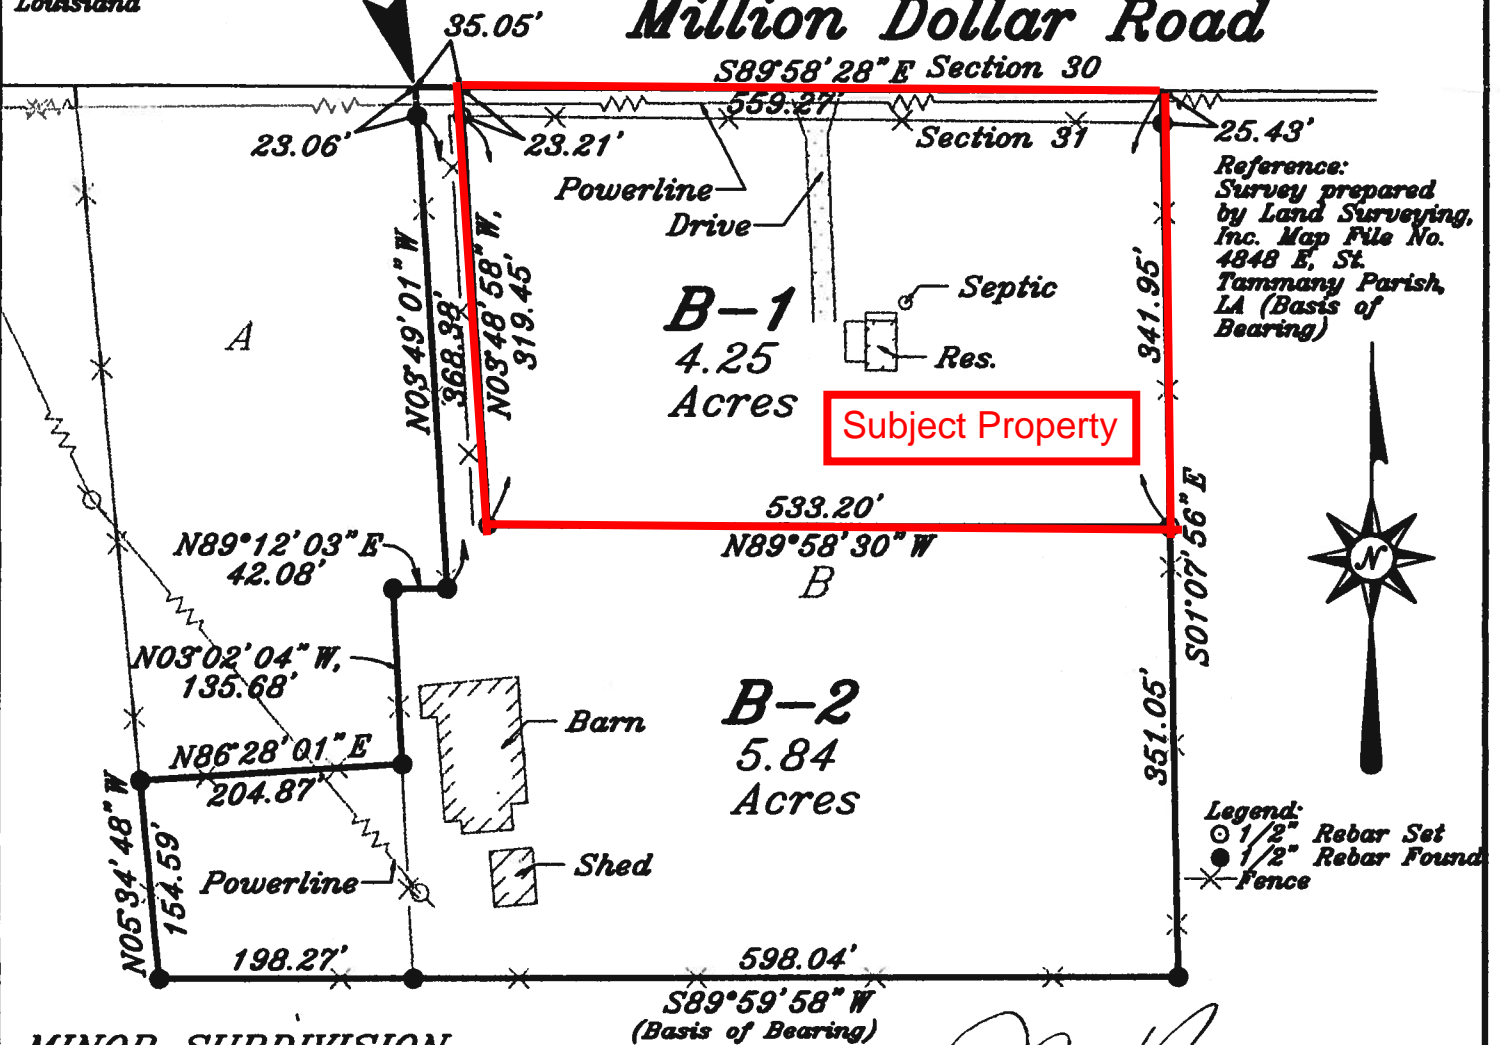 Louisiana
35.05'
Million Dollar Road
S89°58'28"E Section 30
559.27'
23.06'
23.21'
Section 31
25.43'
Powerline
Drive
Reference:
Survey prepared
by Land Surveying,
Inc. Map File No.
4848 E, St.
Tammany Parish,
LA (Basis of
Bearing)
N03°49'01"W
368.38'
N03°48'58"W,
319.45'
A
B-1
4.25
Acres
Septic
Res.
341.95'
Subject Property
533.20'
N89°58'30"W
B
S01°07'56"E
N89°12'03"E
42.08'
N
N03°02'04"W,
135.68'
B-2
5.84
Acres
Barn
351.05'
N86°28'01"E
204.87'
N05°34'48"W
154.59'
Powerline
Shed
Legend:
1/2" Rebar Set
1/2" Rebar Found
Fence
198.27'
598.04'
S89°59'58"W
(Basis of Bearing)
MINOR SUBDIVISION